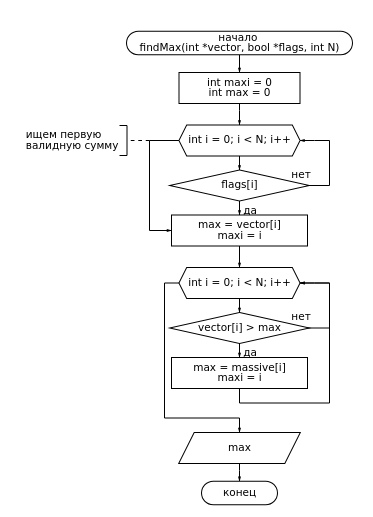 начало
findMax(int *vector, bool *flags, int N)
int maxi = 0
int max = 0
ищем первую
валидную сумму
int i = 0; i < N; i++
нет
flags[i]
да
max = vector[i]
maxi = i
int i = 0; i < N; i++
нет
vector[i] > max
да
max = massive[i]
maxi = i
max
конец